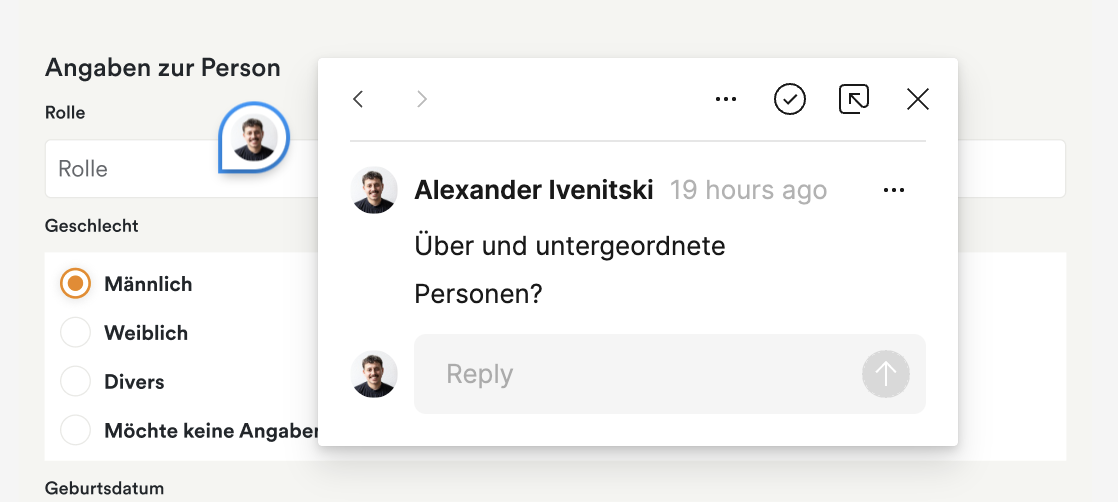 Angaben zur Person
Rolle
Rolle
Geschlecht
Männlich
Weiblich
Divers
Möchte keine Angaben
Geburtsdatum
Alexander Ivenitski 19 hours ago
Über und untergeordnete
Personen?
Reply